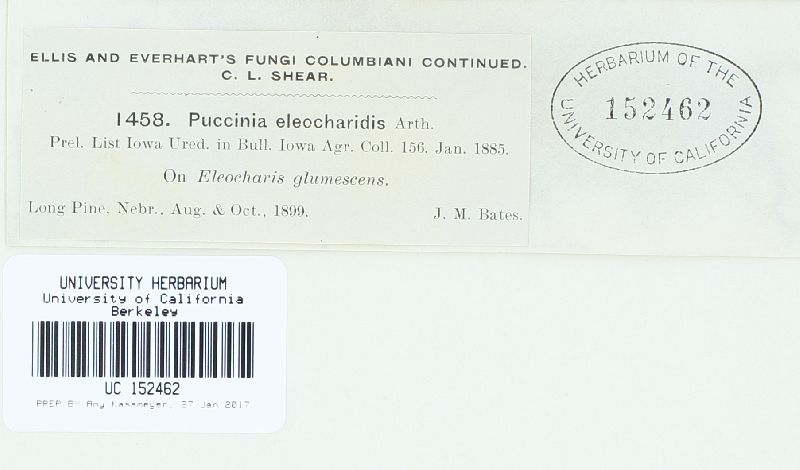 ELLIS AND EVERHART'S FUNGI COLUMBIANI CONTINUED.
C. L. SHEAR.
1458. Puccinia eleocharidis Arth.
Prel. List Iowa Ured. in Bull. Iowa Agr. Coll. 156. Jan. 1885.
On Eleocharis glumescens.
Long Pine, Nebr., Aug. & Oct., 1899. J. M. Bates.
HERBARIUM OF THE
152462
UNIVERSITY OF CALIFORNIA
UNIVERSITY HERBARIUM
University of California
Berkeley
UC 152462
PREP BY Amy Kasameyer, 27 Jan 2017